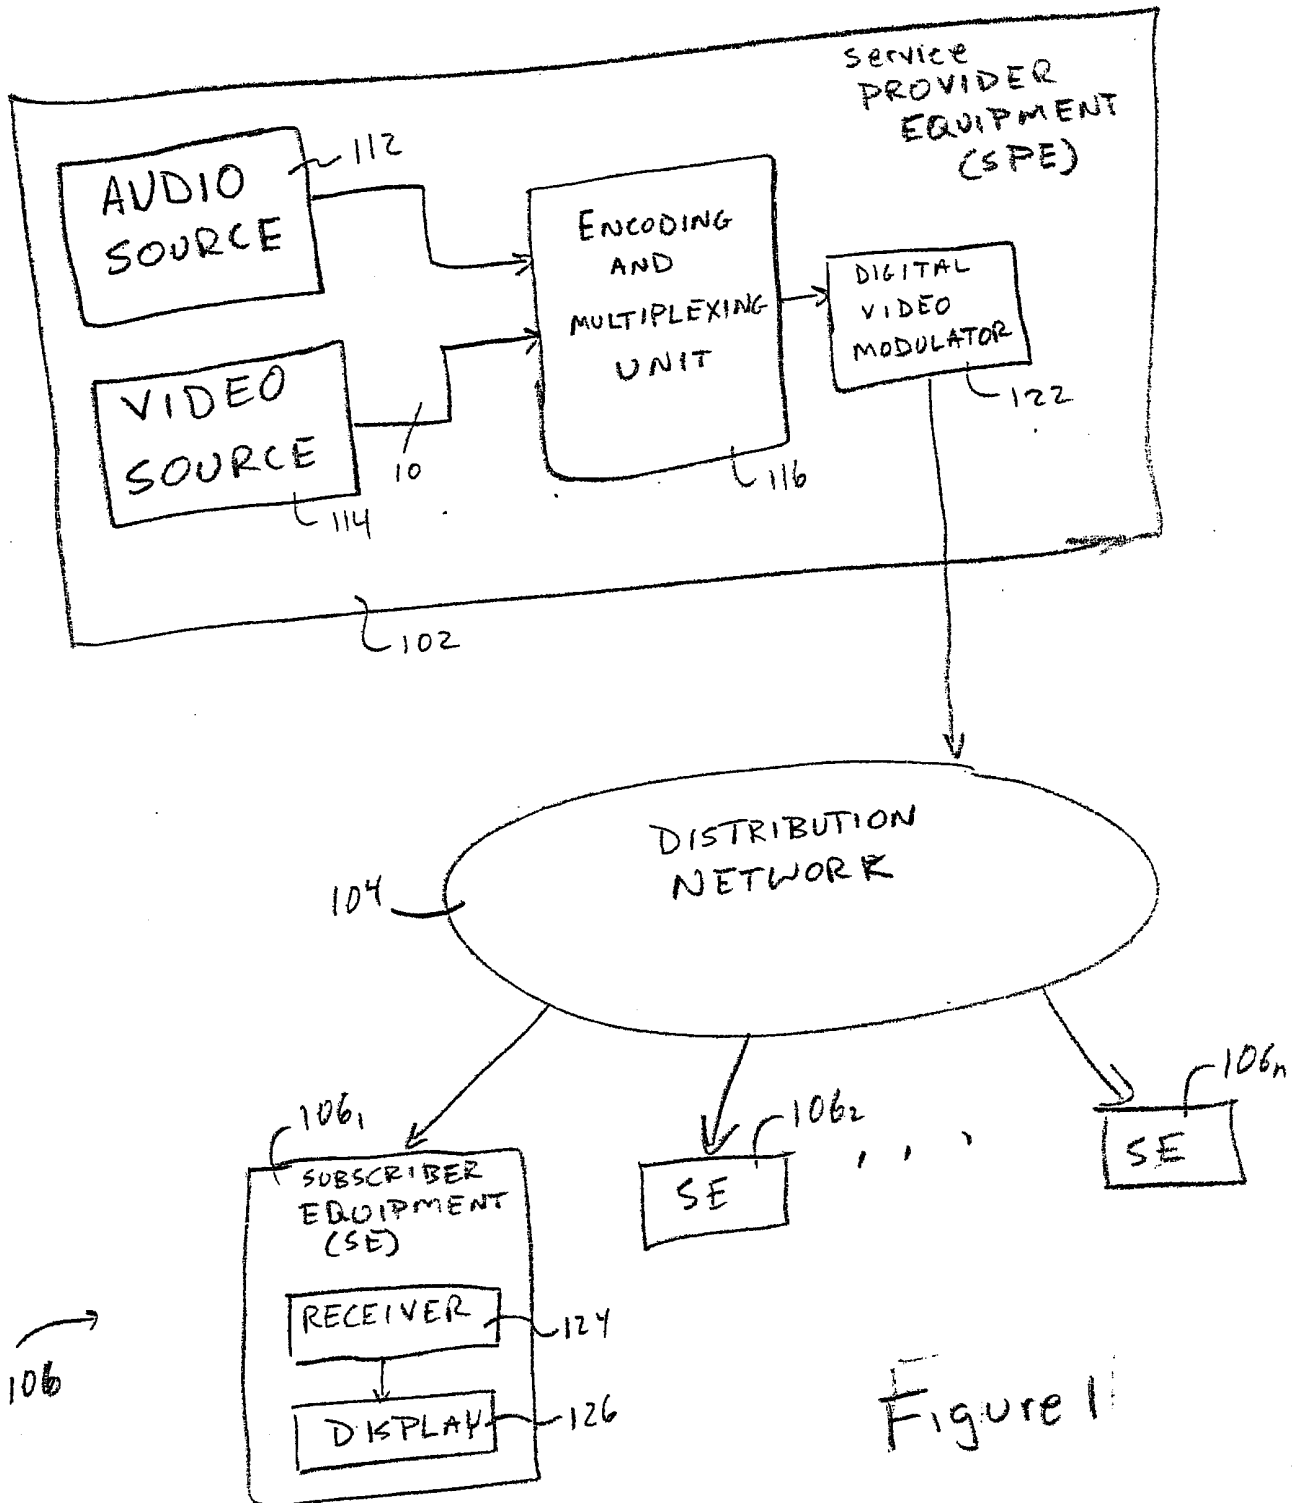 Service
PROVIDER
EQUIPMENT
(SPE)
112
AUDIO
SOURCE
ENCODING
AND
MULTIPLEXING
UNIT
DIGITAL
VIDEO
MODULATOR
122
VIDEO
SOURCE
10
116
114
102
DISTRIBUTION
NETWORK
104
106₁
106₂
106ₙ
SUBSCRIBER
EQUIPMENT
(SE)
SE
, , ,
SE
RECEIVER
124
106
DISPLAY
126
Figure 1